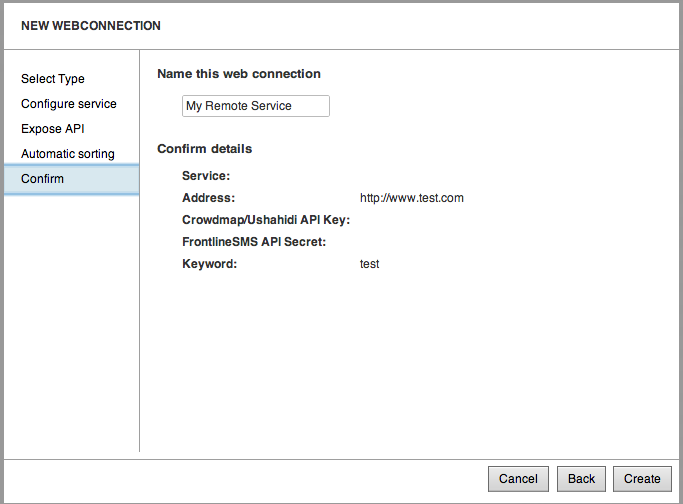 NEW WEBCONNECTION
Select Type
Configure service
Expose API
Automatic sorting
Confirm
Name this web connection
My Remote Service
Confirm details
Service:
Address: http://www.test.com
Crowdmap/Ushahidi API Key:
FrontlineSMS API Secret:
Keyword: test
Cancel Back Create